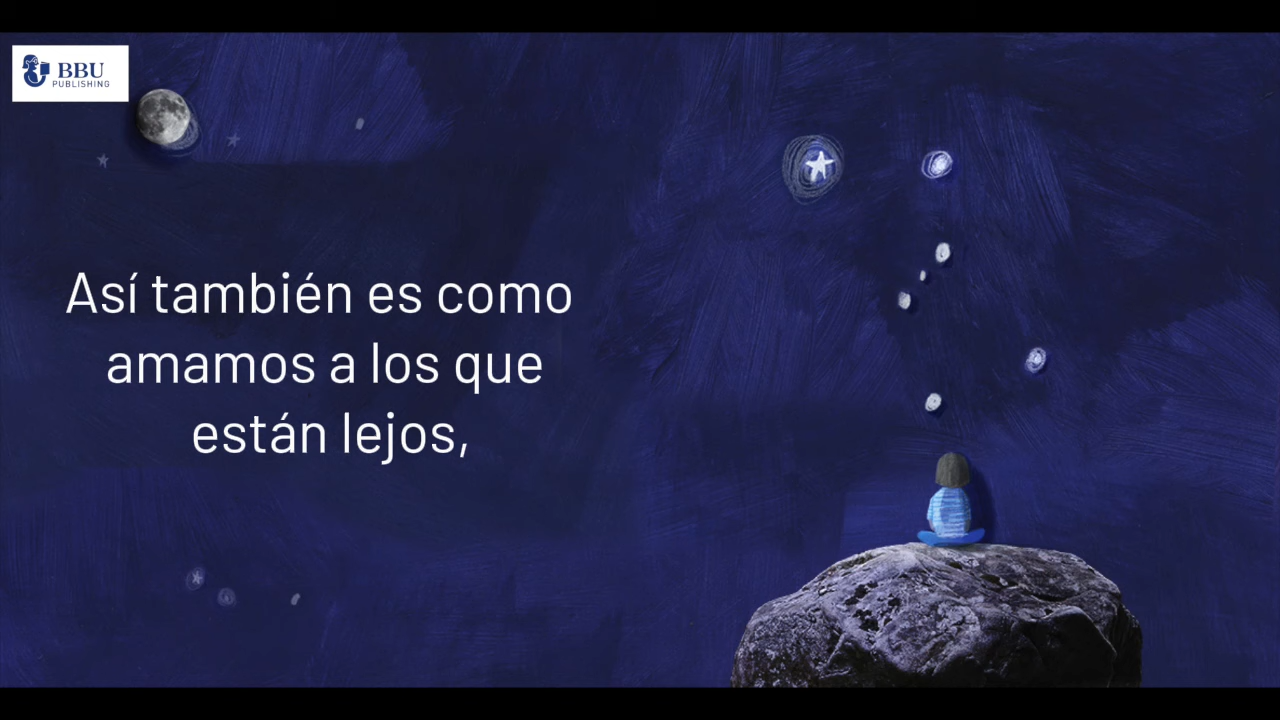 BBU
PUBLISHING
Así también es como
amamos a los que
están lejos,